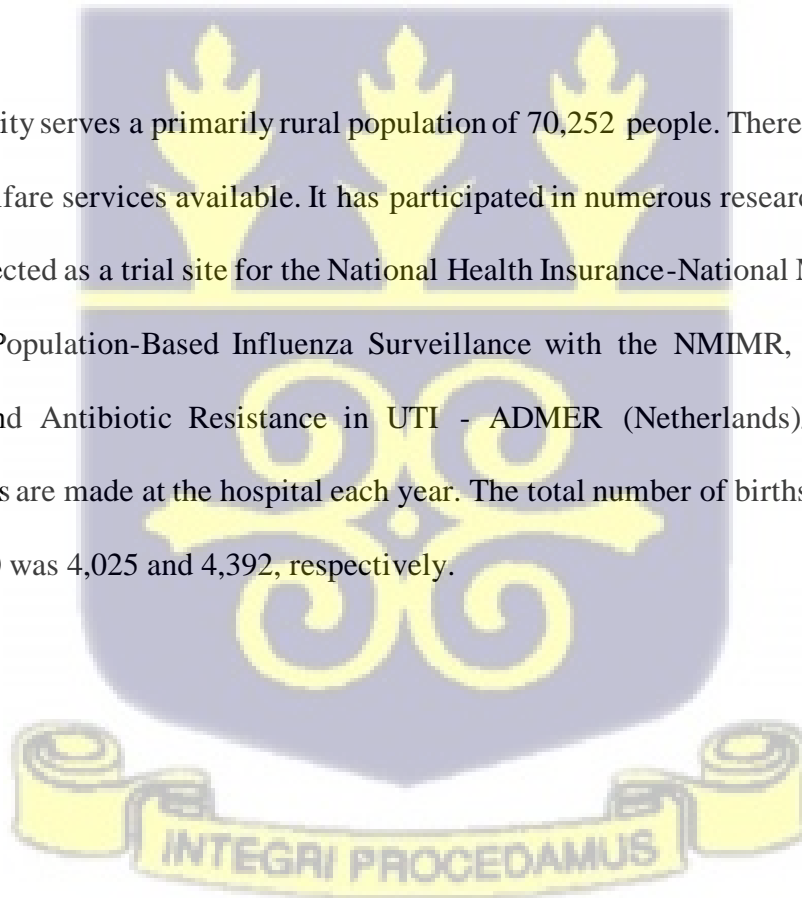 ity serves a primarily rural population of 70,252 people. There
lfare services available. It has participated in numerous resear
ected as a trial site for the National Health Insurance-National
Population-Based Influenza Surveillance with the NMIMR,
nd Antibiotic Resistance in UTI - ADMER (Netherlands),
s are made at the hospital each year. The total number of births
was 4,025 and 4,392, respectively.
INTEGRI PROCEDAMUS